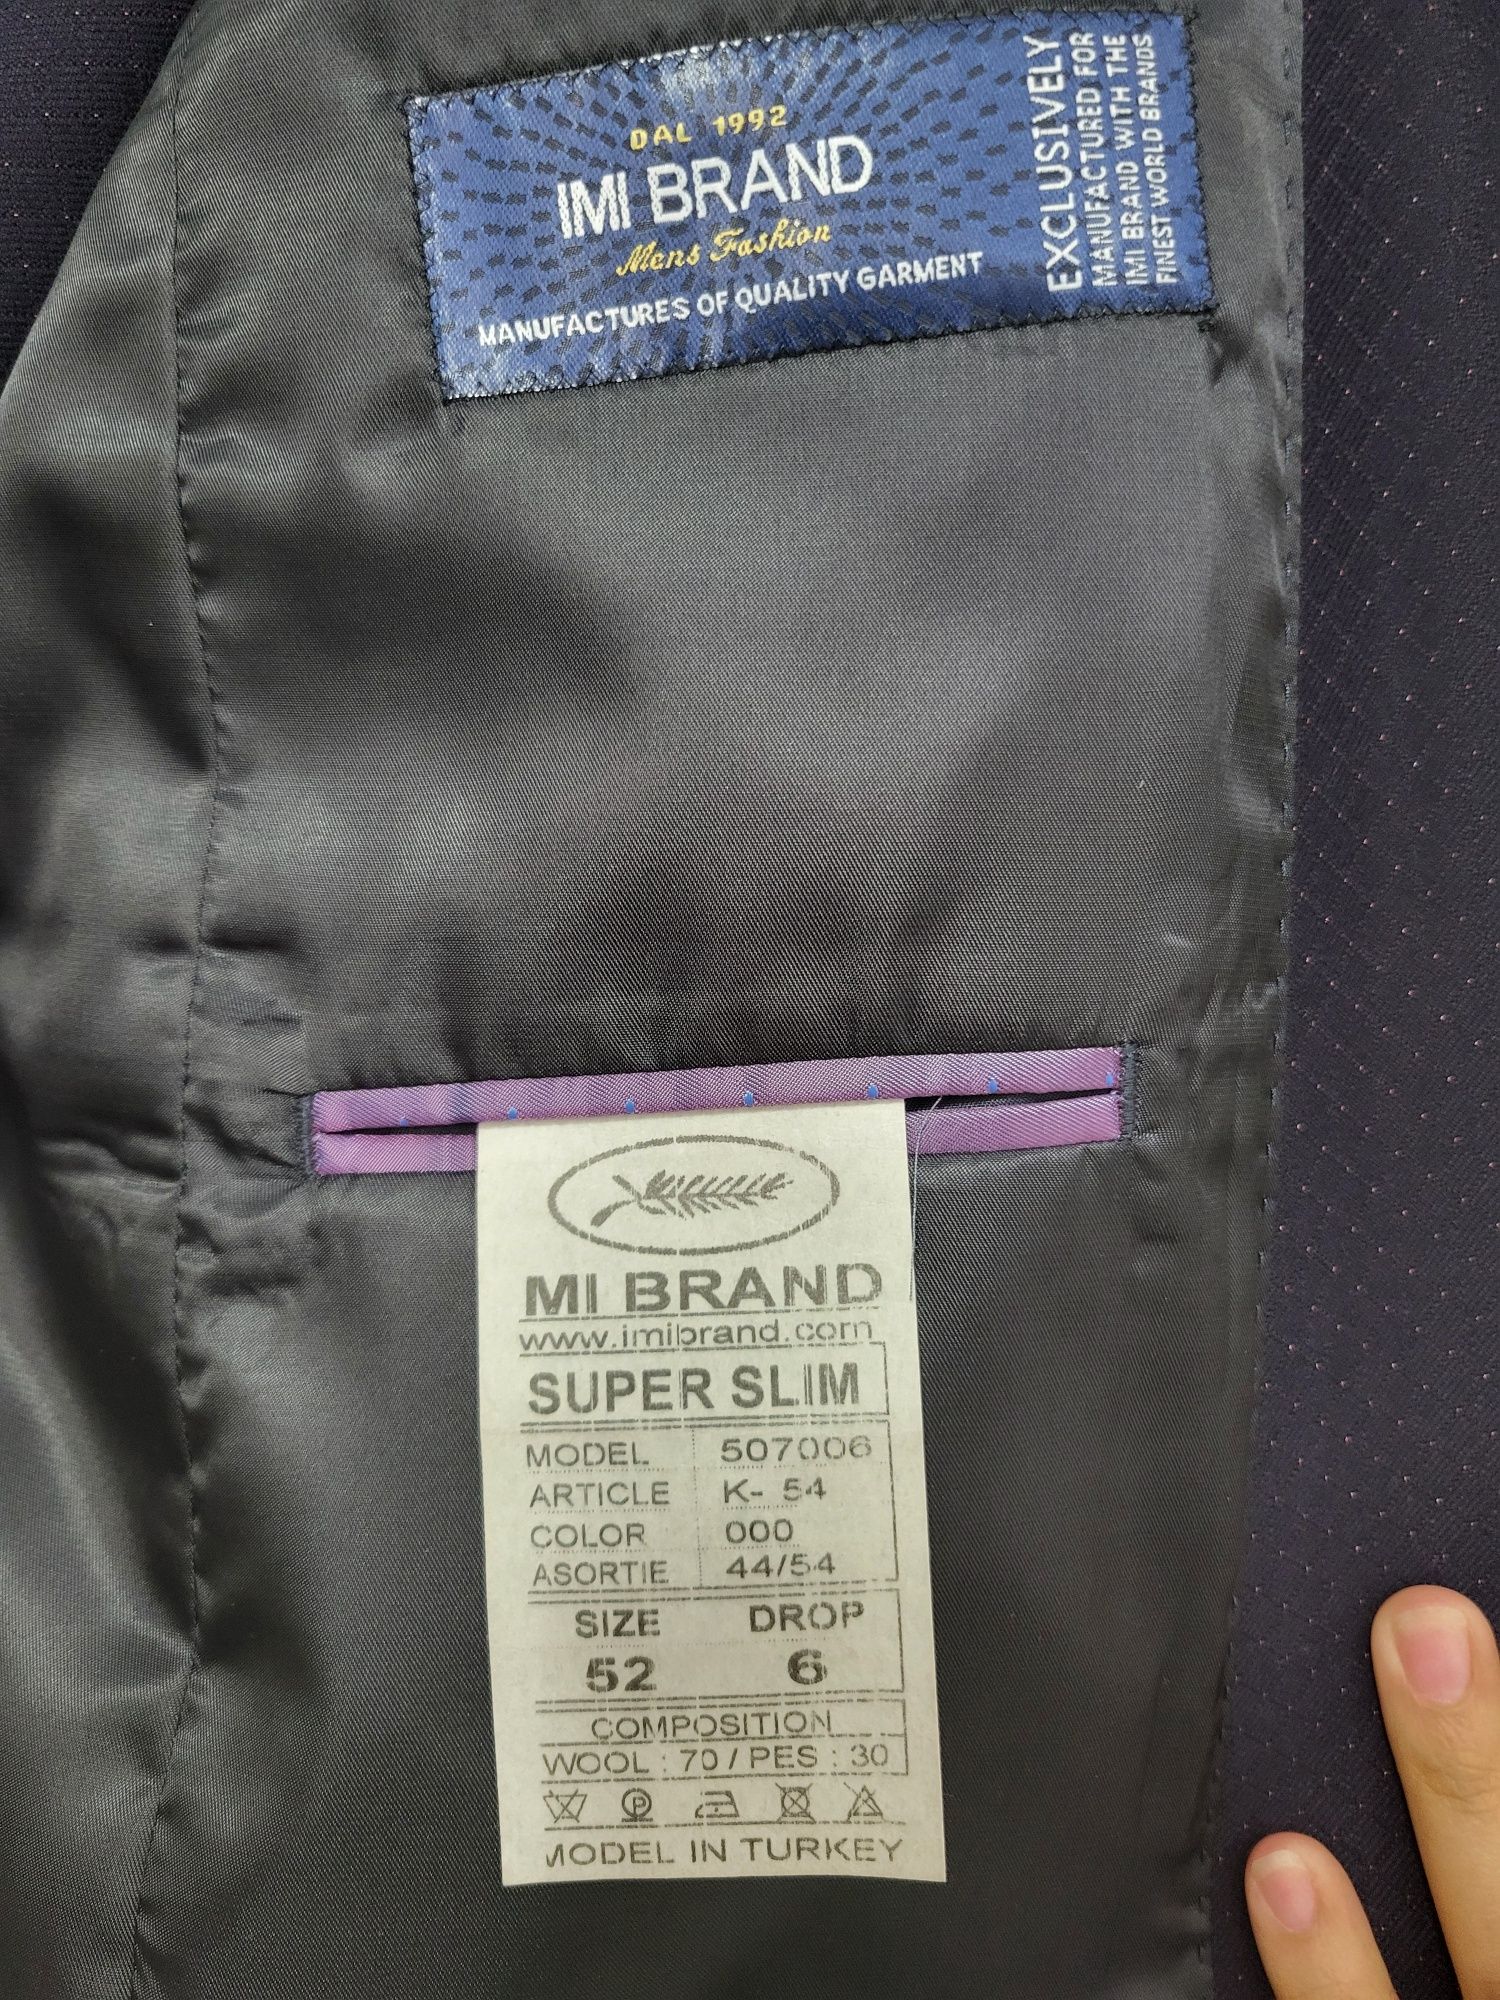 DAL 1992
IMI BRAND
Mens Fashion
MANUFACTURES OF QUALITY GARMENT
EXCLUSIVELY
MANUFACTURED FOR
IMI BRAND WITH THE
FINEST WORLD BRANDS
MI BRAND
www.imibrand.com
SUPER SLIM
MODEL 507006
ARTICLE K- 54
COLOR 000
ASORTIE 44/54
SIZE DROP
52 6
COMPOSITION
WOOL : 70 / PES : 30
P
MODEL IN TURKEY